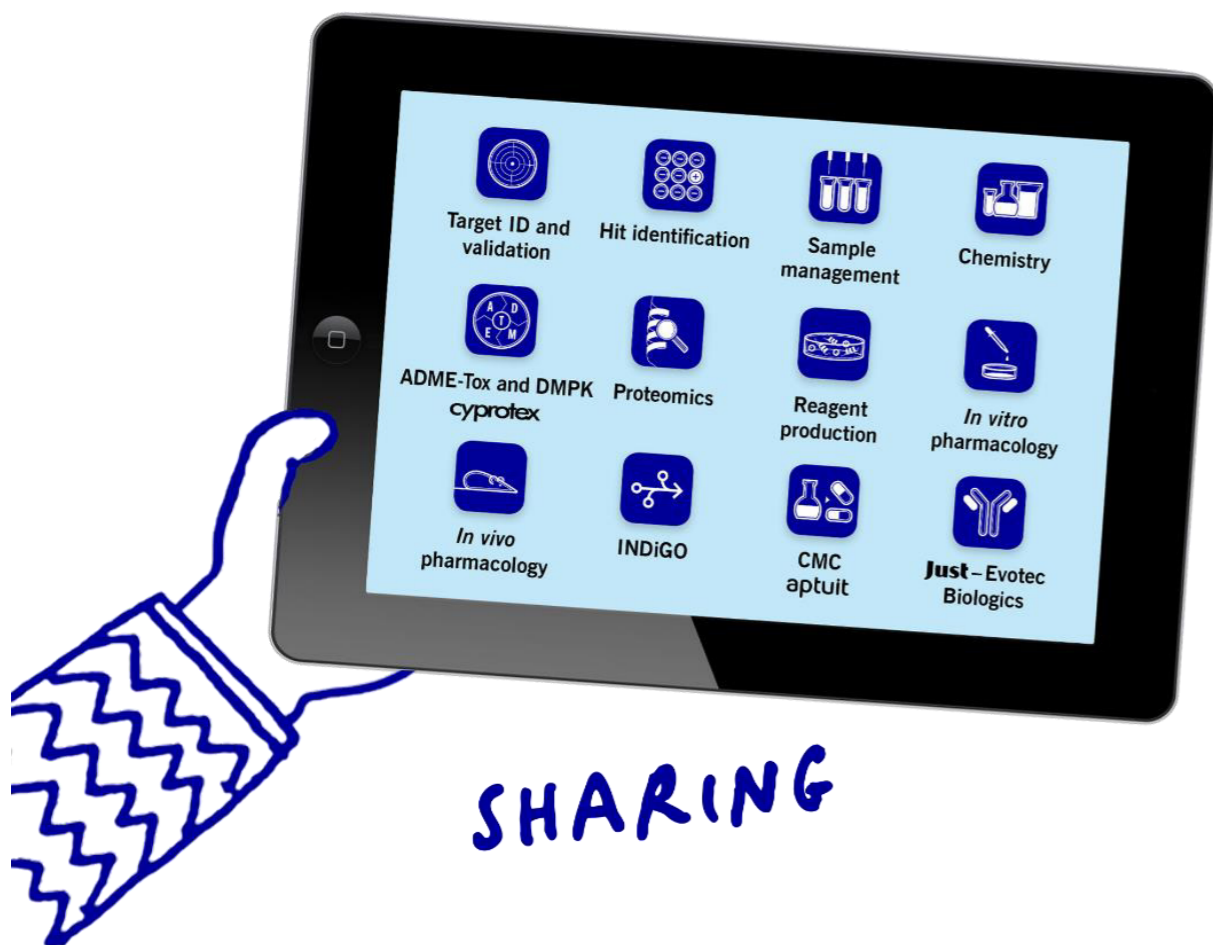 Target ID and
validation
Hit identification
Sample
management
Chemistry
A D
T
E M
ADME-Tox and DMPK
cyprotex
Proteomics
Reagent
production
In vitro
pharmacology
In vivo
pharmacology
INDiGO
CMC
aptuit
Just – Evotec
Biologics
SHARING